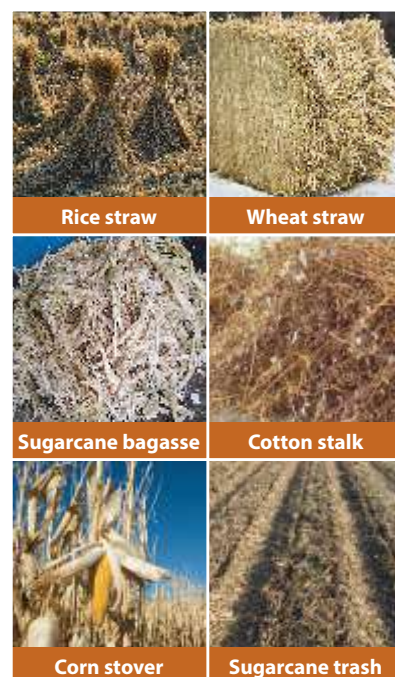 Rice straw
Wheat straw
Sugarcane bagasse
Cotton stalk
Corn stover
Sugarcane trash